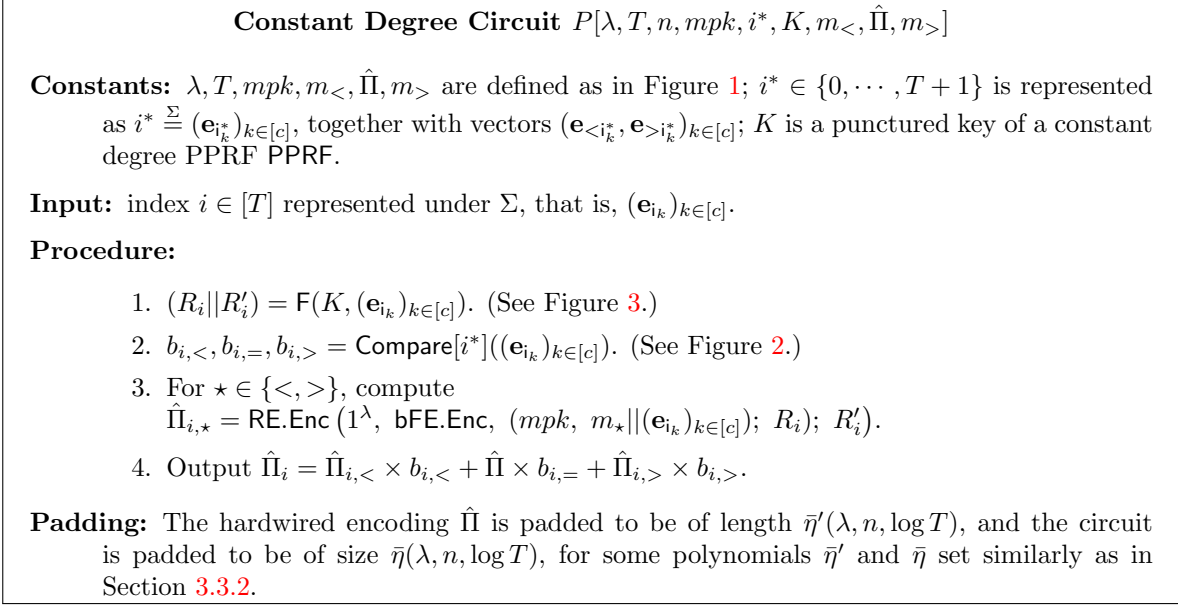 Constant Degree Circuit P[λ, T, n, mpk, i*, K, m_<, Π̂, m_>]
Constants: λ, T, mpk, m_<, Π̂, m_> are defined as in Figure 1; i* ∈ {0, ⋯ , T + 1} is represented
as i* ≝^Σ (e_{i*_k})_{k∈[c]}, together with vectors (e_{<i*_k}, e_{>i*_k})_{k∈[c]}; K is a punctured key of a constant
degree PPRF PPRF.
Input: index i ∈ [T] represented under Σ, that is, (e_{i_k})_{k∈[c]}.
Procedure:
1. (R_i||R'_i) = F(K, (e_{i_k})_{k∈[c]}). (See Figure 3.)
2. b_{i,<}, b_{i,=}, b_{i,>} = Compare[i*]((e_{i_k})_{k∈[c]}). (See Figure 2.)
3. For ⋆ ∈ {<, >}, compute
Π̂_{i,⋆} = RE.Enc (1^λ, bFE.Enc, (mpk, m_⋆||(e_{i_k})_{k∈[c]}); R_i); R'_i).
4. Output Π̂_i = Π̂_{i,<} × b_{i,<} + Π̂ × b_{i,=} + Π̂_{i,>} × b_{i,>}.
Padding: The hardwired encoding Π̂ is padded to be of length η̄'(λ, n, log T), and the circuit
is padded to be of size η̄(λ, n, log T), for some polynomials η̄' and η̄ set similarly as in
Section 3.3.2.